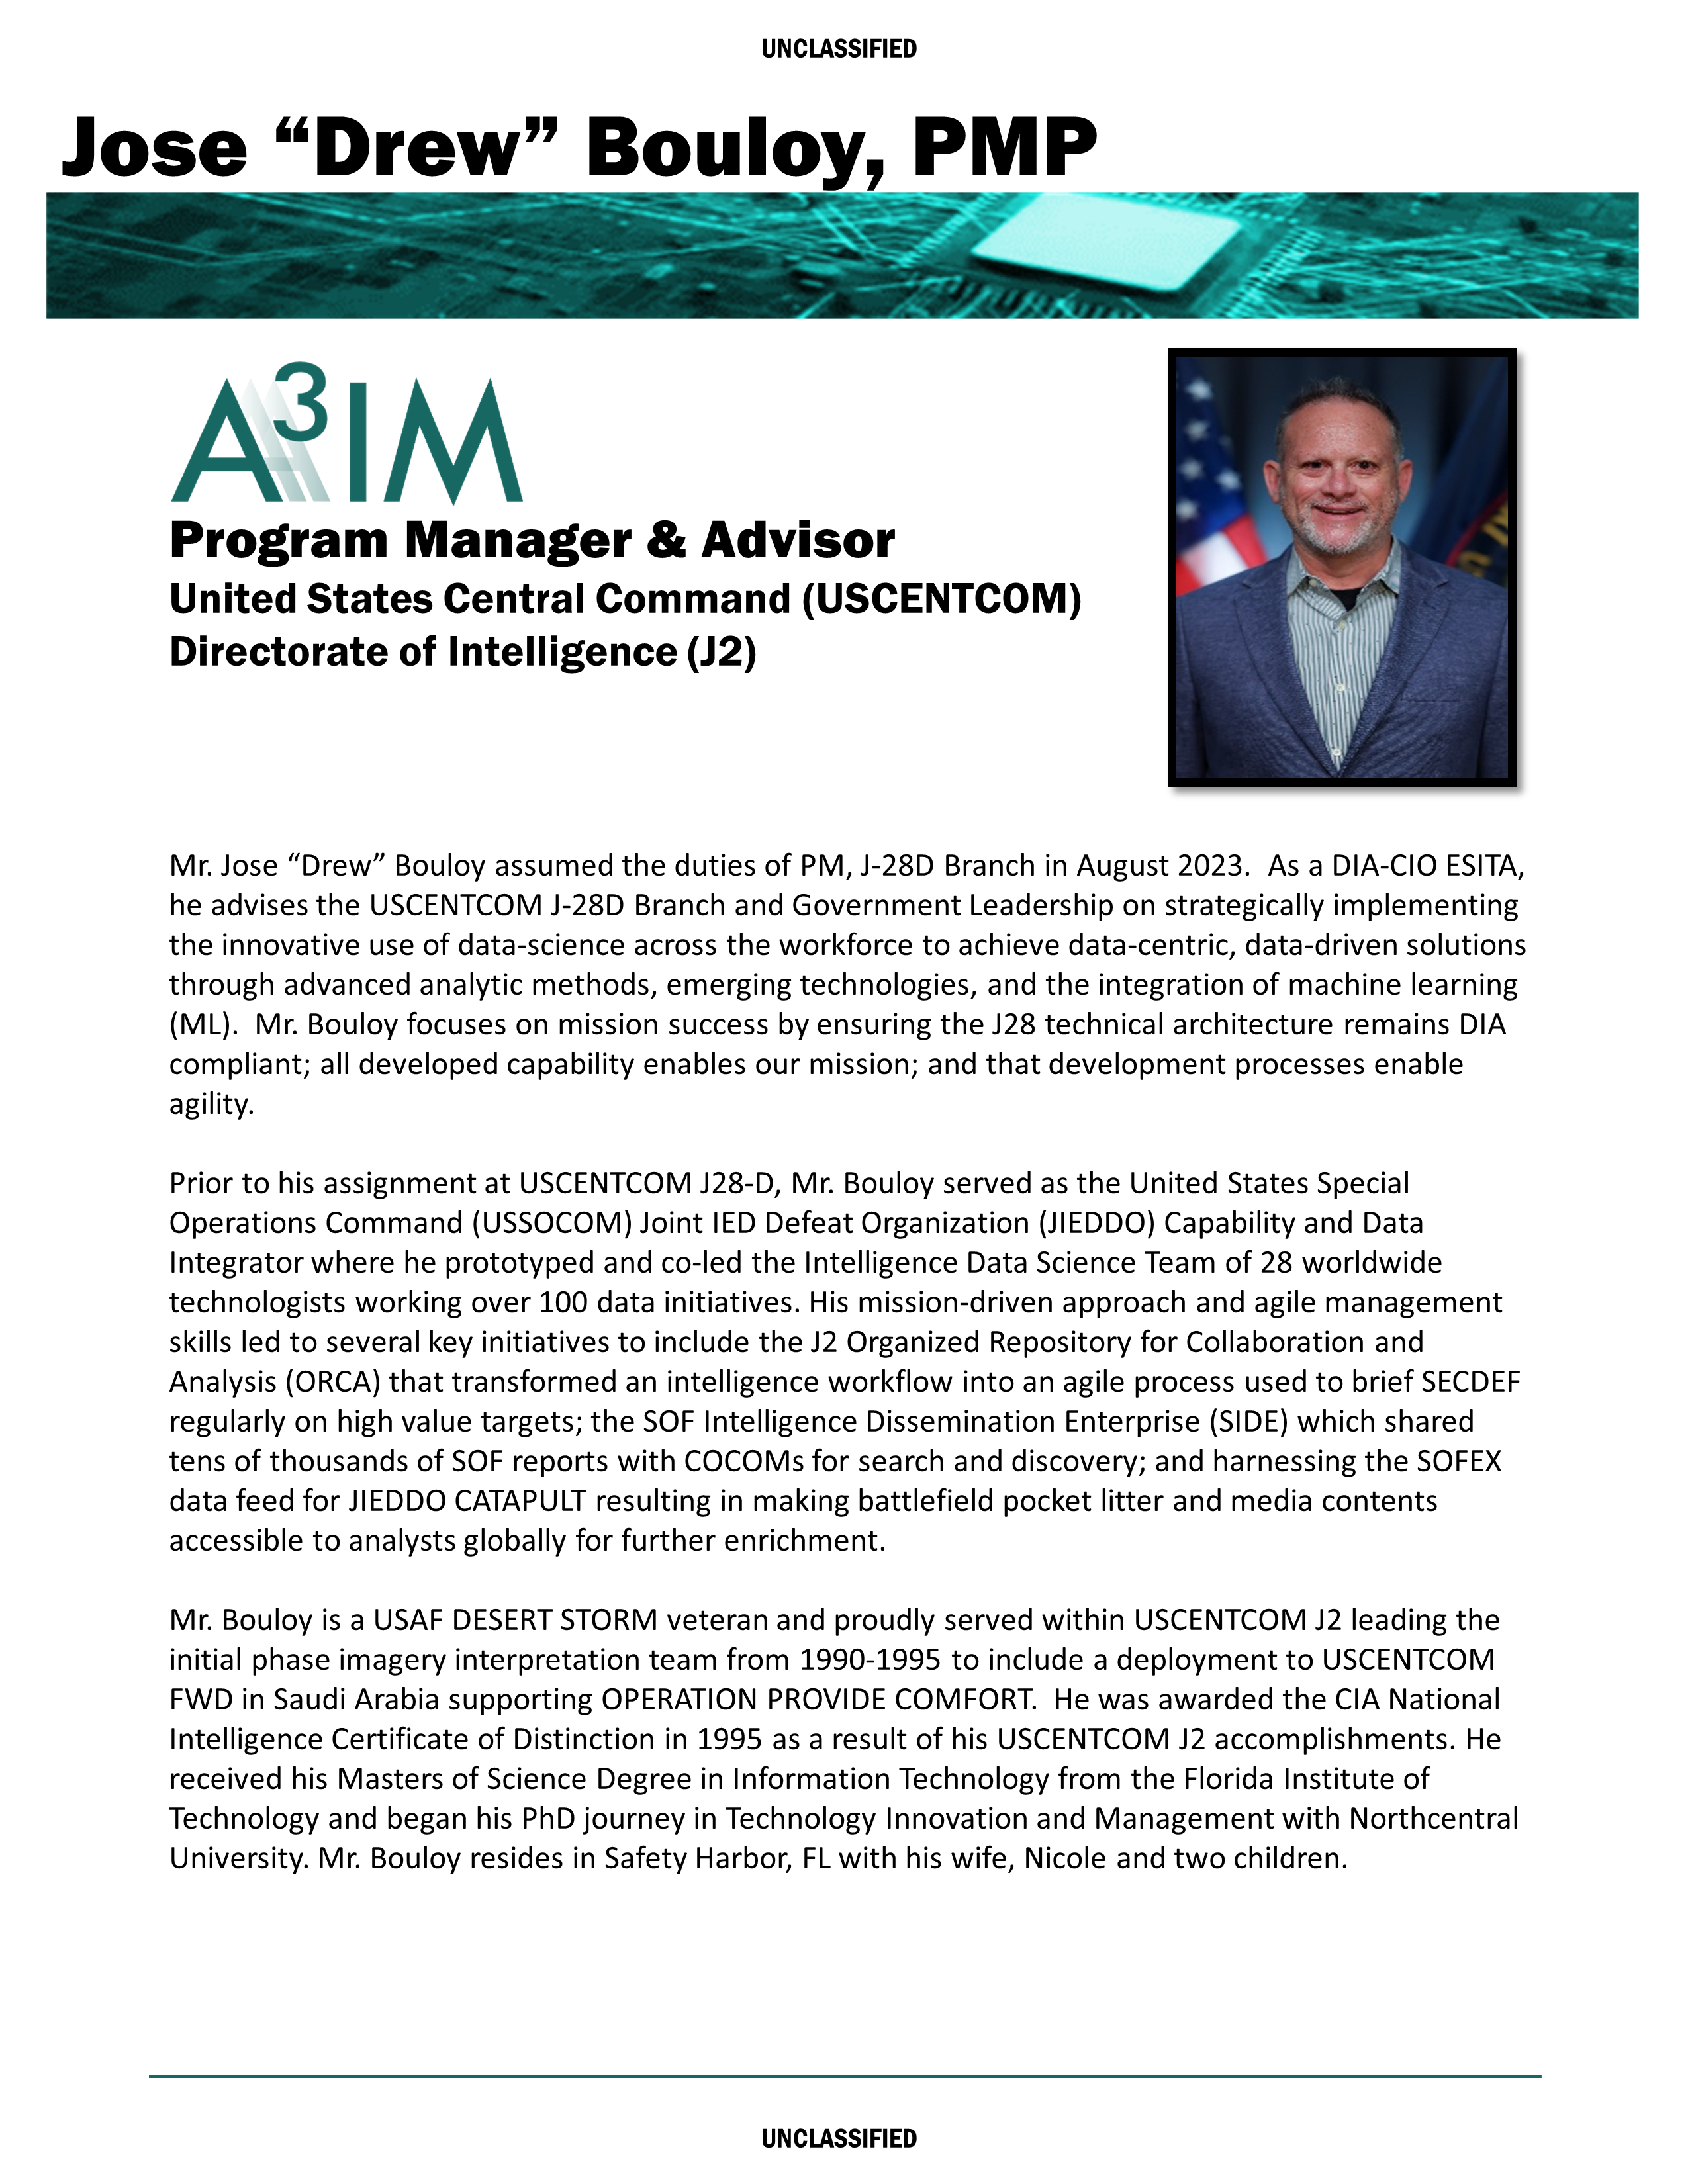 UNCLASSIFIED
Jose “Drew” Bouloy, PMP
A³IM
Program Manager & Advisor
United States Central Command (USCENTCOM)
Directorate of Intelligence (J2)
Mr. Jose “Drew” Bouloy assumed the duties of PM, J-28D Branch in August 2023.  As a DIA-CIO ESITA,
he advises the USCENTCOM J-28D Branch and Government Leadership on strategically implementing
the innovative use of data-science across the workforce to achieve data-centric, data-driven solutions
through advanced analytic methods, emerging technologies, and the integration of machine learning
(ML).  Mr. Bouloy focuses on mission success by ensuring the J28 technical architecture remains DIA
compliant; all developed capability enables our mission; and that development processes enable
agility.
Prior to his assignment at USCENTCOM J28-D, Mr. Bouloy served as the United States Special
Operations Command (USSOCOM) Joint IED Defeat Organization (JIEDDO) Capability and Data
Integrator where he prototyped and co-led the Intelligence Data Science Team of 28 worldwide
technologists working over 100 data initiatives. His mission-driven approach and agile management
skills led to several key initiatives to include the J2 Organized Repository for Collaboration and
Analysis (ORCA) that transformed an intelligence workflow into an agile process used to brief SECDEF
regularly on high value targets; the SOF Intelligence Dissemination Enterprise (SIDE) which shared
tens of thousands of SOF reports with COCOMs for search and discovery; and harnessing the SOFEX
data feed for JIEDDO CATAPULT resulting in making battlefield pocket litter and media contents
accessible to analysts globally for further enrichment.
Mr. Bouloy is a USAF DESERT STORM veteran and proudly served within USCENTCOM J2 leading the
initial phase imagery interpretation team from 1990-1995 to include a deployment to USCENTCOM
FWD in Saudi Arabia supporting OPERATION PROVIDE COMFORT.  He was awarded the CIA National
Intelligence Certificate of Distinction in 1995 as a result of his USCENTCOM J2 accomplishments. He
received his Masters of Science Degree in Information Technology from the Florida Institute of
Technology and began his PhD journey in Technology Innovation and Management with Northcentral
University. Mr. Bouloy resides in Safety Harbor, FL with his wife, Nicole and two children.
UNCLASSIFIED